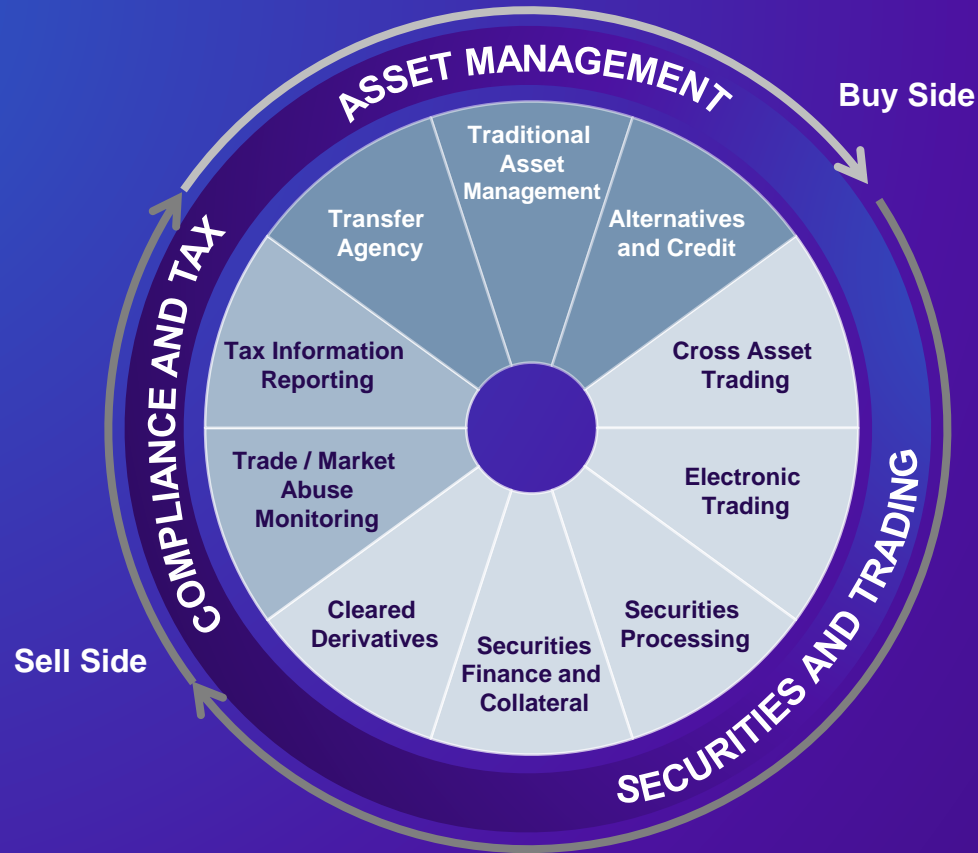 ASSET MANAGEMENT
Buy Side
Traditional
Asset
Management
Transfer
Agency
Alternatives
and Credit
COMPLIANCE AND TAX
Tax Information
Reporting
Cross Asset
Trading
Trade / Market
Abuse
Monitoring
Electronic
Trading
SECURITIES AND TRADING
Cleared
Derivatives
Securities
Finance and
Collateral
Securities
Processing
Sell Side